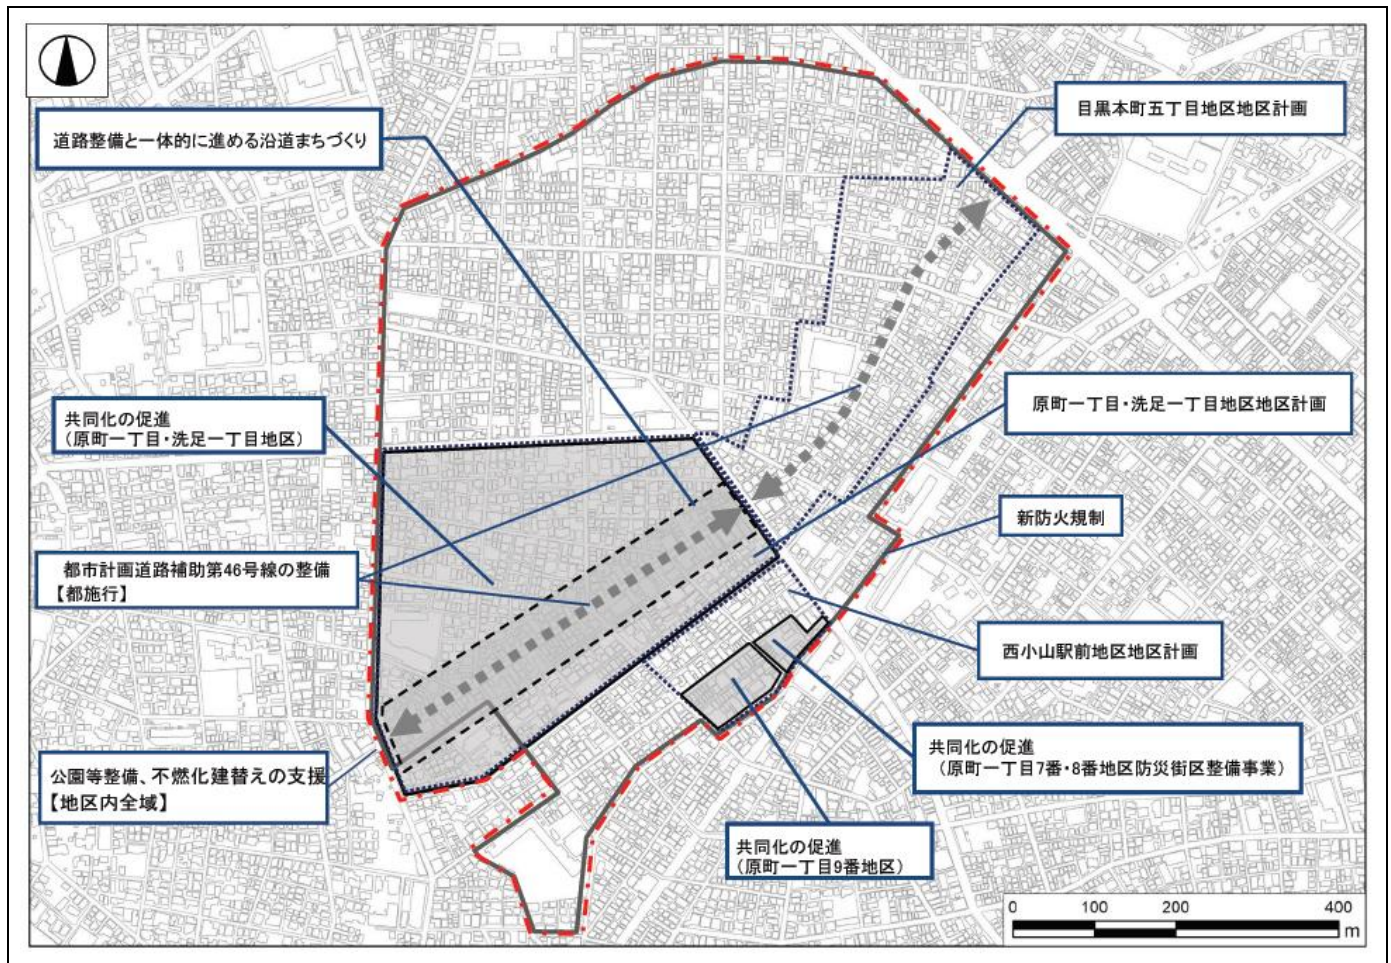 目黒本町五丁目地区地区計画
道路整備と一体的に進める沿道まちづくり
原町一丁目・洗足一丁目地区地区計画
共同化の促進
(原町一丁目・洗足一丁目地区)
新防火規制
都市計画道路補助第46号線の整備
【都施行】
西小山駅前地区地区計画
共同化の促進
(原町一丁目7番・8番地区防災街区整備事業)
公園等整備、不燃化建替えの支援
【地区内全域】
共同化の促進
(原町一丁目9番地区)
0 100 200 400
m